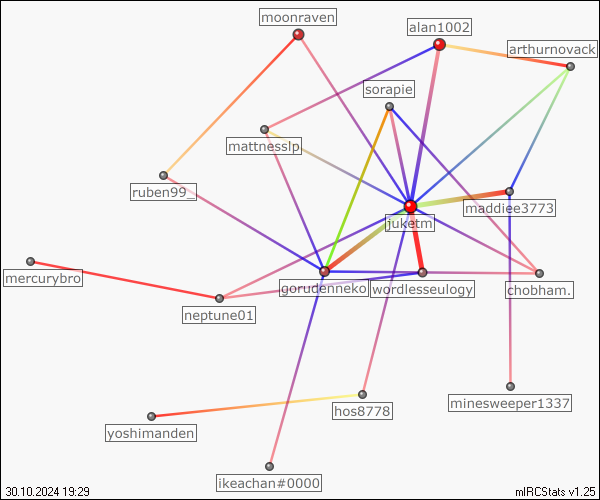 moonraven
alan1002
arthurnovack
sorapie
mattnesslp
ruben99_
maddiee3773
juketm
mercurybro
gorudenneko
wordlesseulogy
chobham.
neptune01
minesweeper1337
hos8778
yoshimanden
ikeachan#0000
30.10.2024 19:29
mIRCStats v1.25